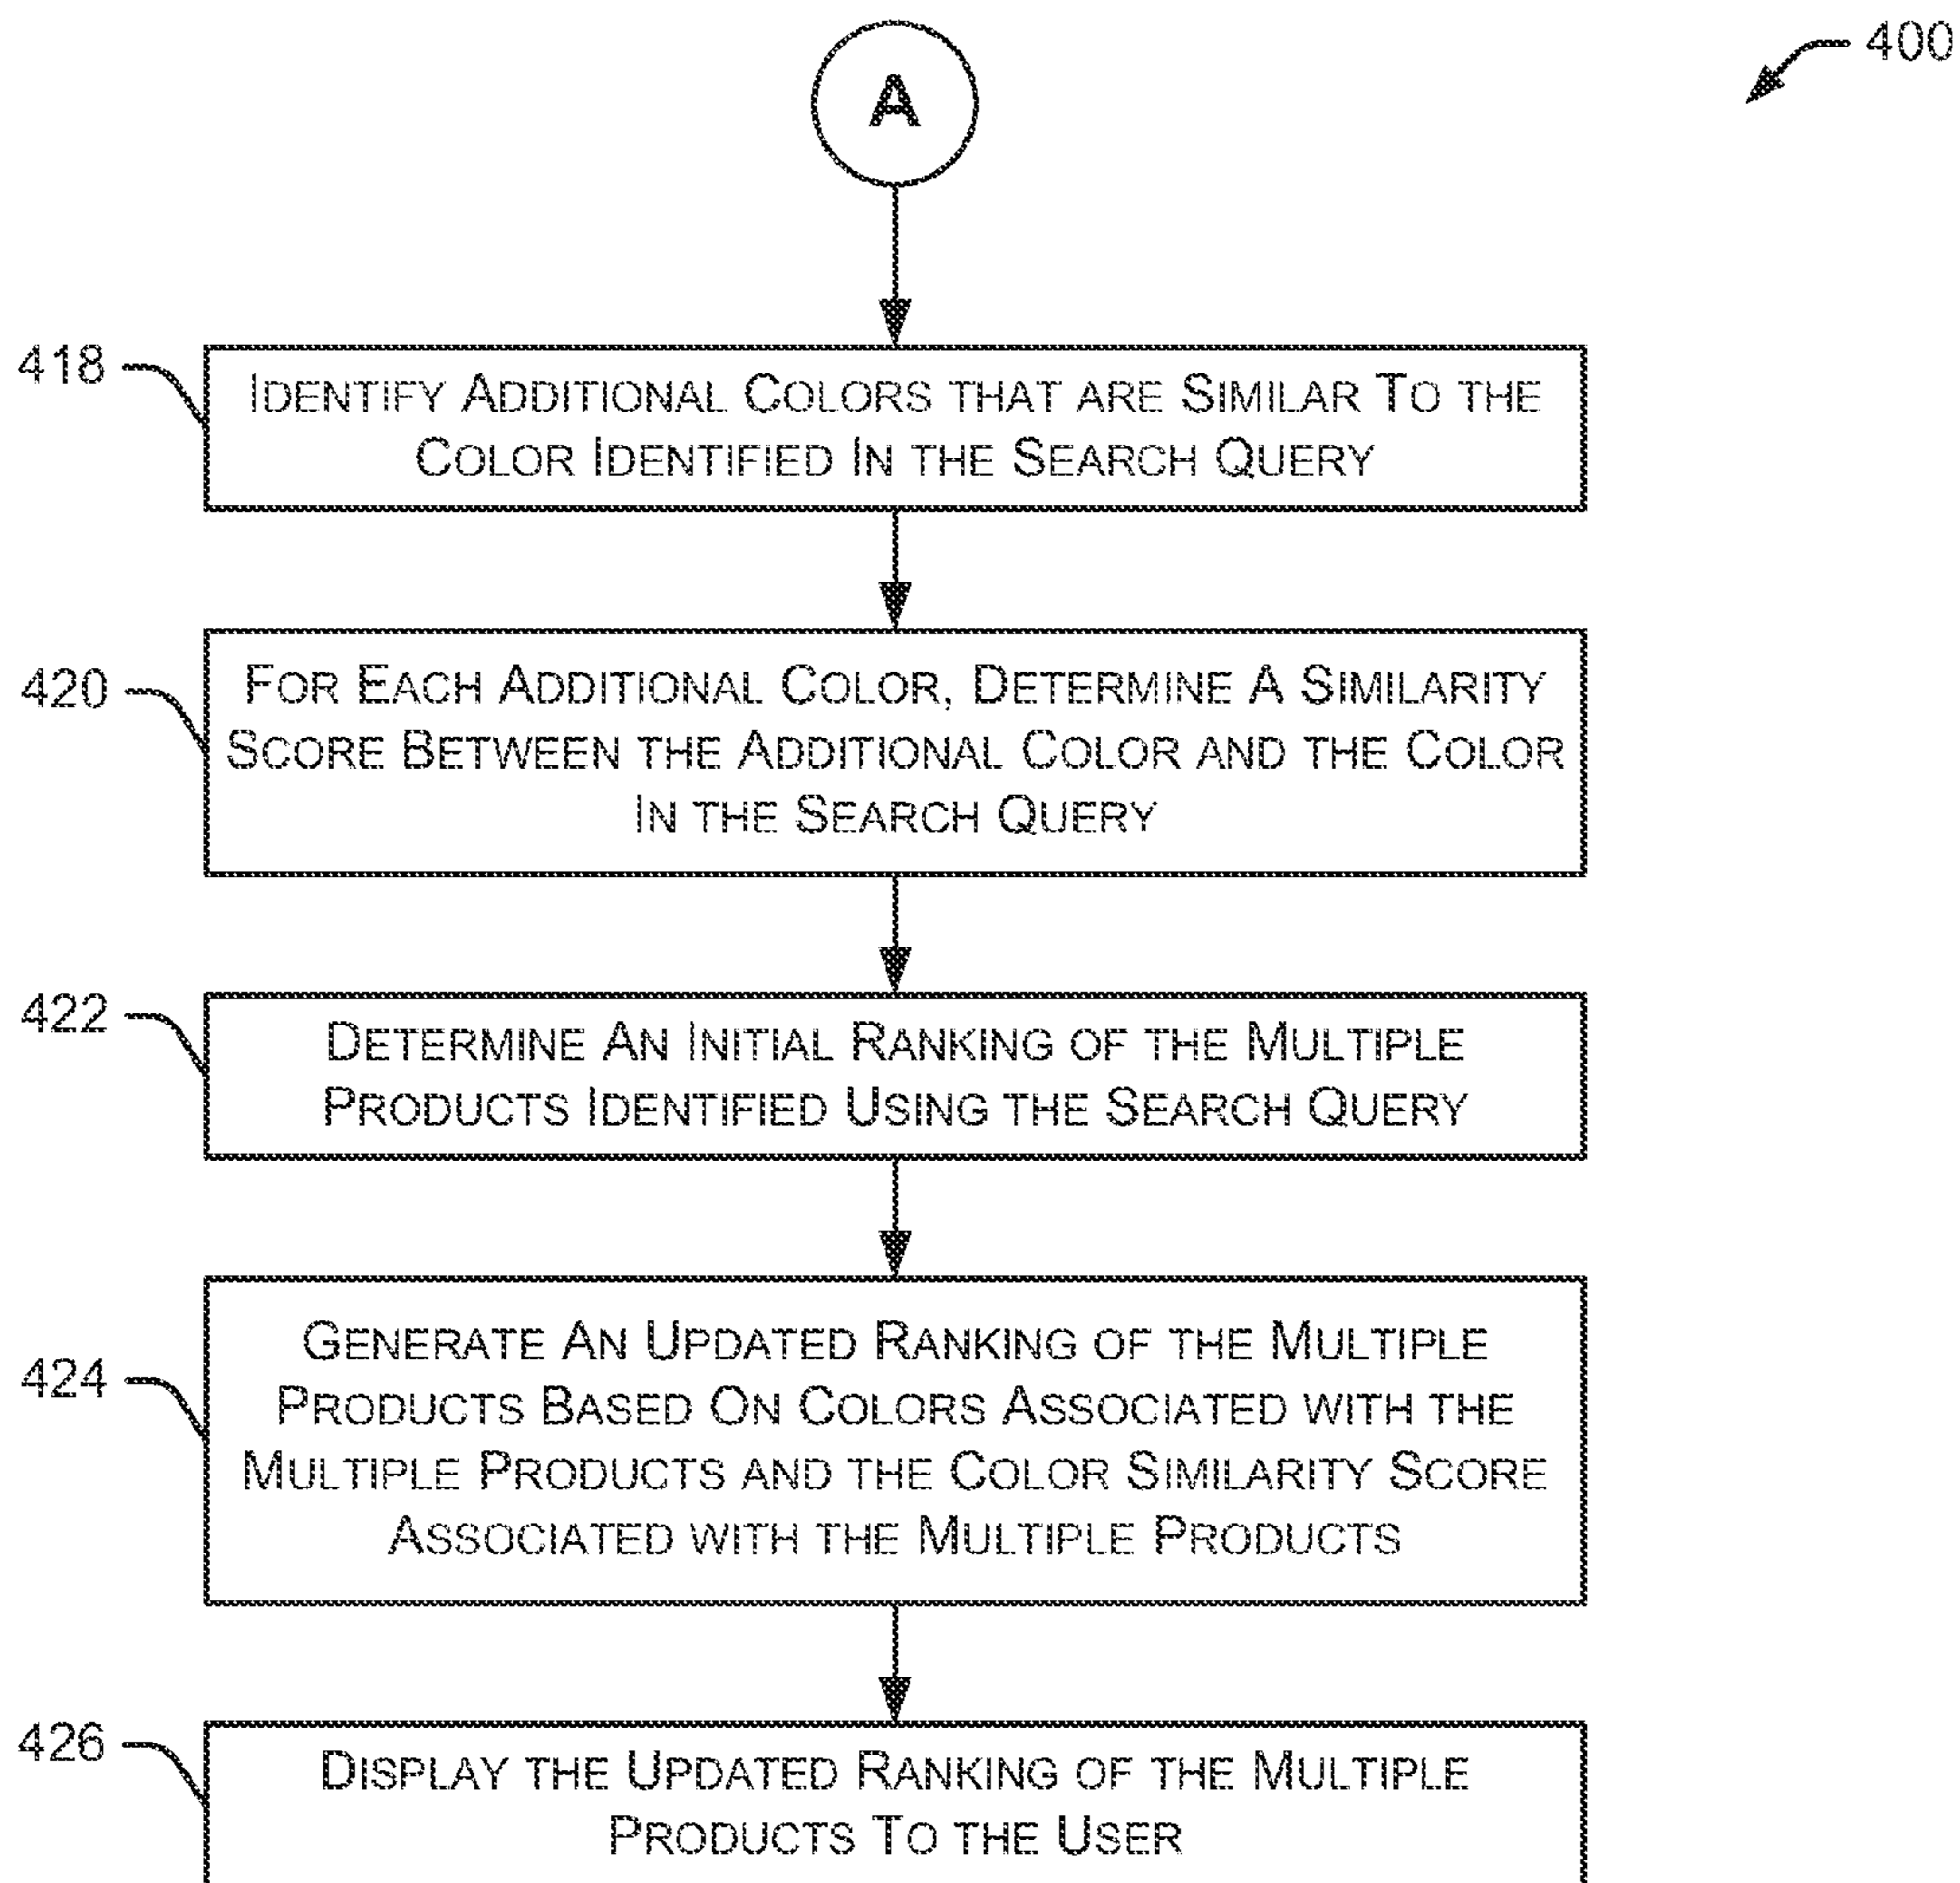 A
400
418
IDENTIFY ADDITIONAL COLORS THAT ARE SIMILAR TO THE
COLOR IDENTIFIED IN THE SEARCH QUERY
420
FOR EACH ADDITIONAL COLOR, DETERMINE A SIMILARITY
SCORE BETWEEN THE ADDITIONAL COLOR AND THE COLOR
IN THE SEARCH QUERY
422
DETERMINE AN INITIAL RANKING OF THE MULTIPLE
PRODUCTS IDENTIFIED USING THE SEARCH QUERY
424
GENERATE AN UPDATED RANKING OF THE MULTIPLE
PRODUCTS BASED ON COLORS ASSOCIATED WITH THE
MULTIPLE PRODUCTS AND THE COLOR SIMILARITY SCORE
ASSOCIATED WITH THE MULTIPLE PRODUCTS
426
DISPLAY THE UPDATED RANKING OF THE MULTIPLE
PRODUCTS TO THE USER